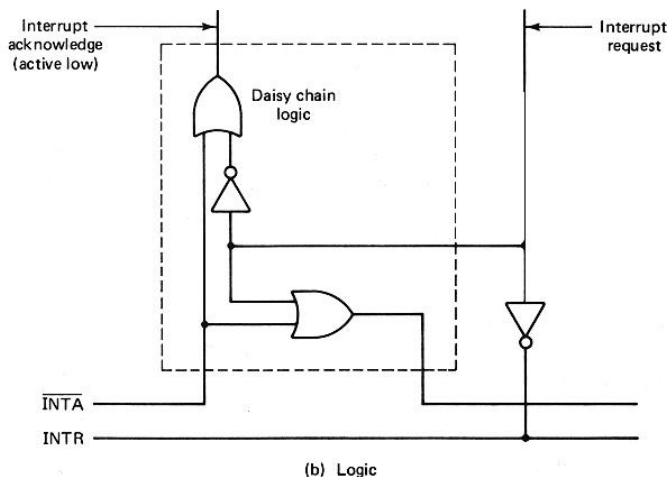 Interrupt
acknowledge
(active low)
Interrupt
request
Daisy chain
logic
INTA
INTR
(b) Logic